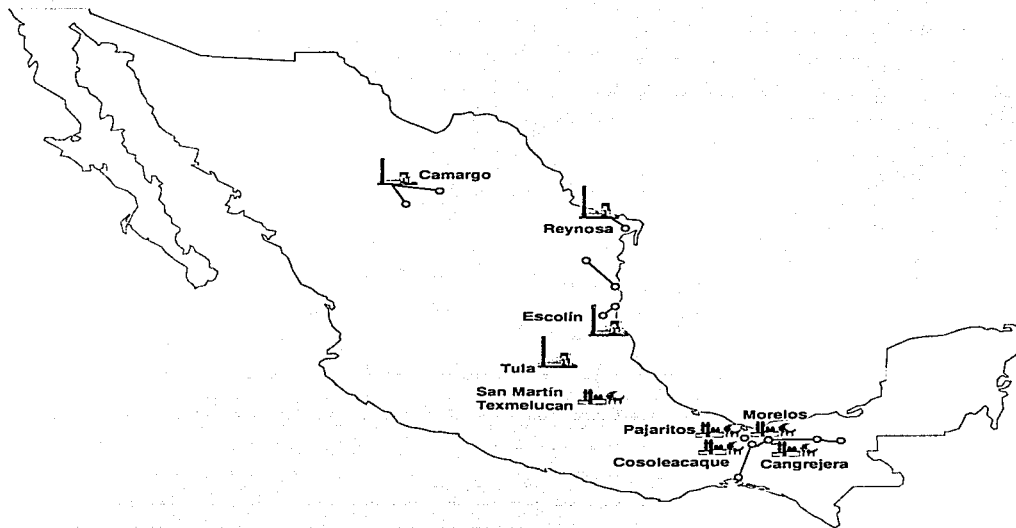 Camargo
Reynosa
Escolín
Tula
San Martín
Texmelucan
Morelos
Pajaritos
Cosoleacaque
Cangrejera